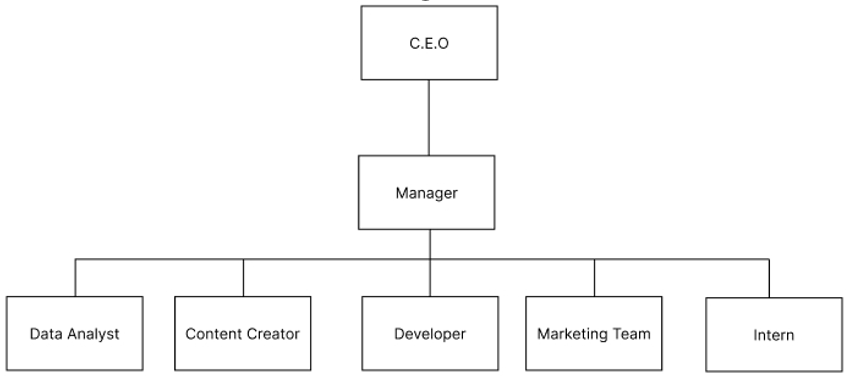 C.E.O
Manager
Data Analyst
Content Creator
Developer
Marketing Team
Intern